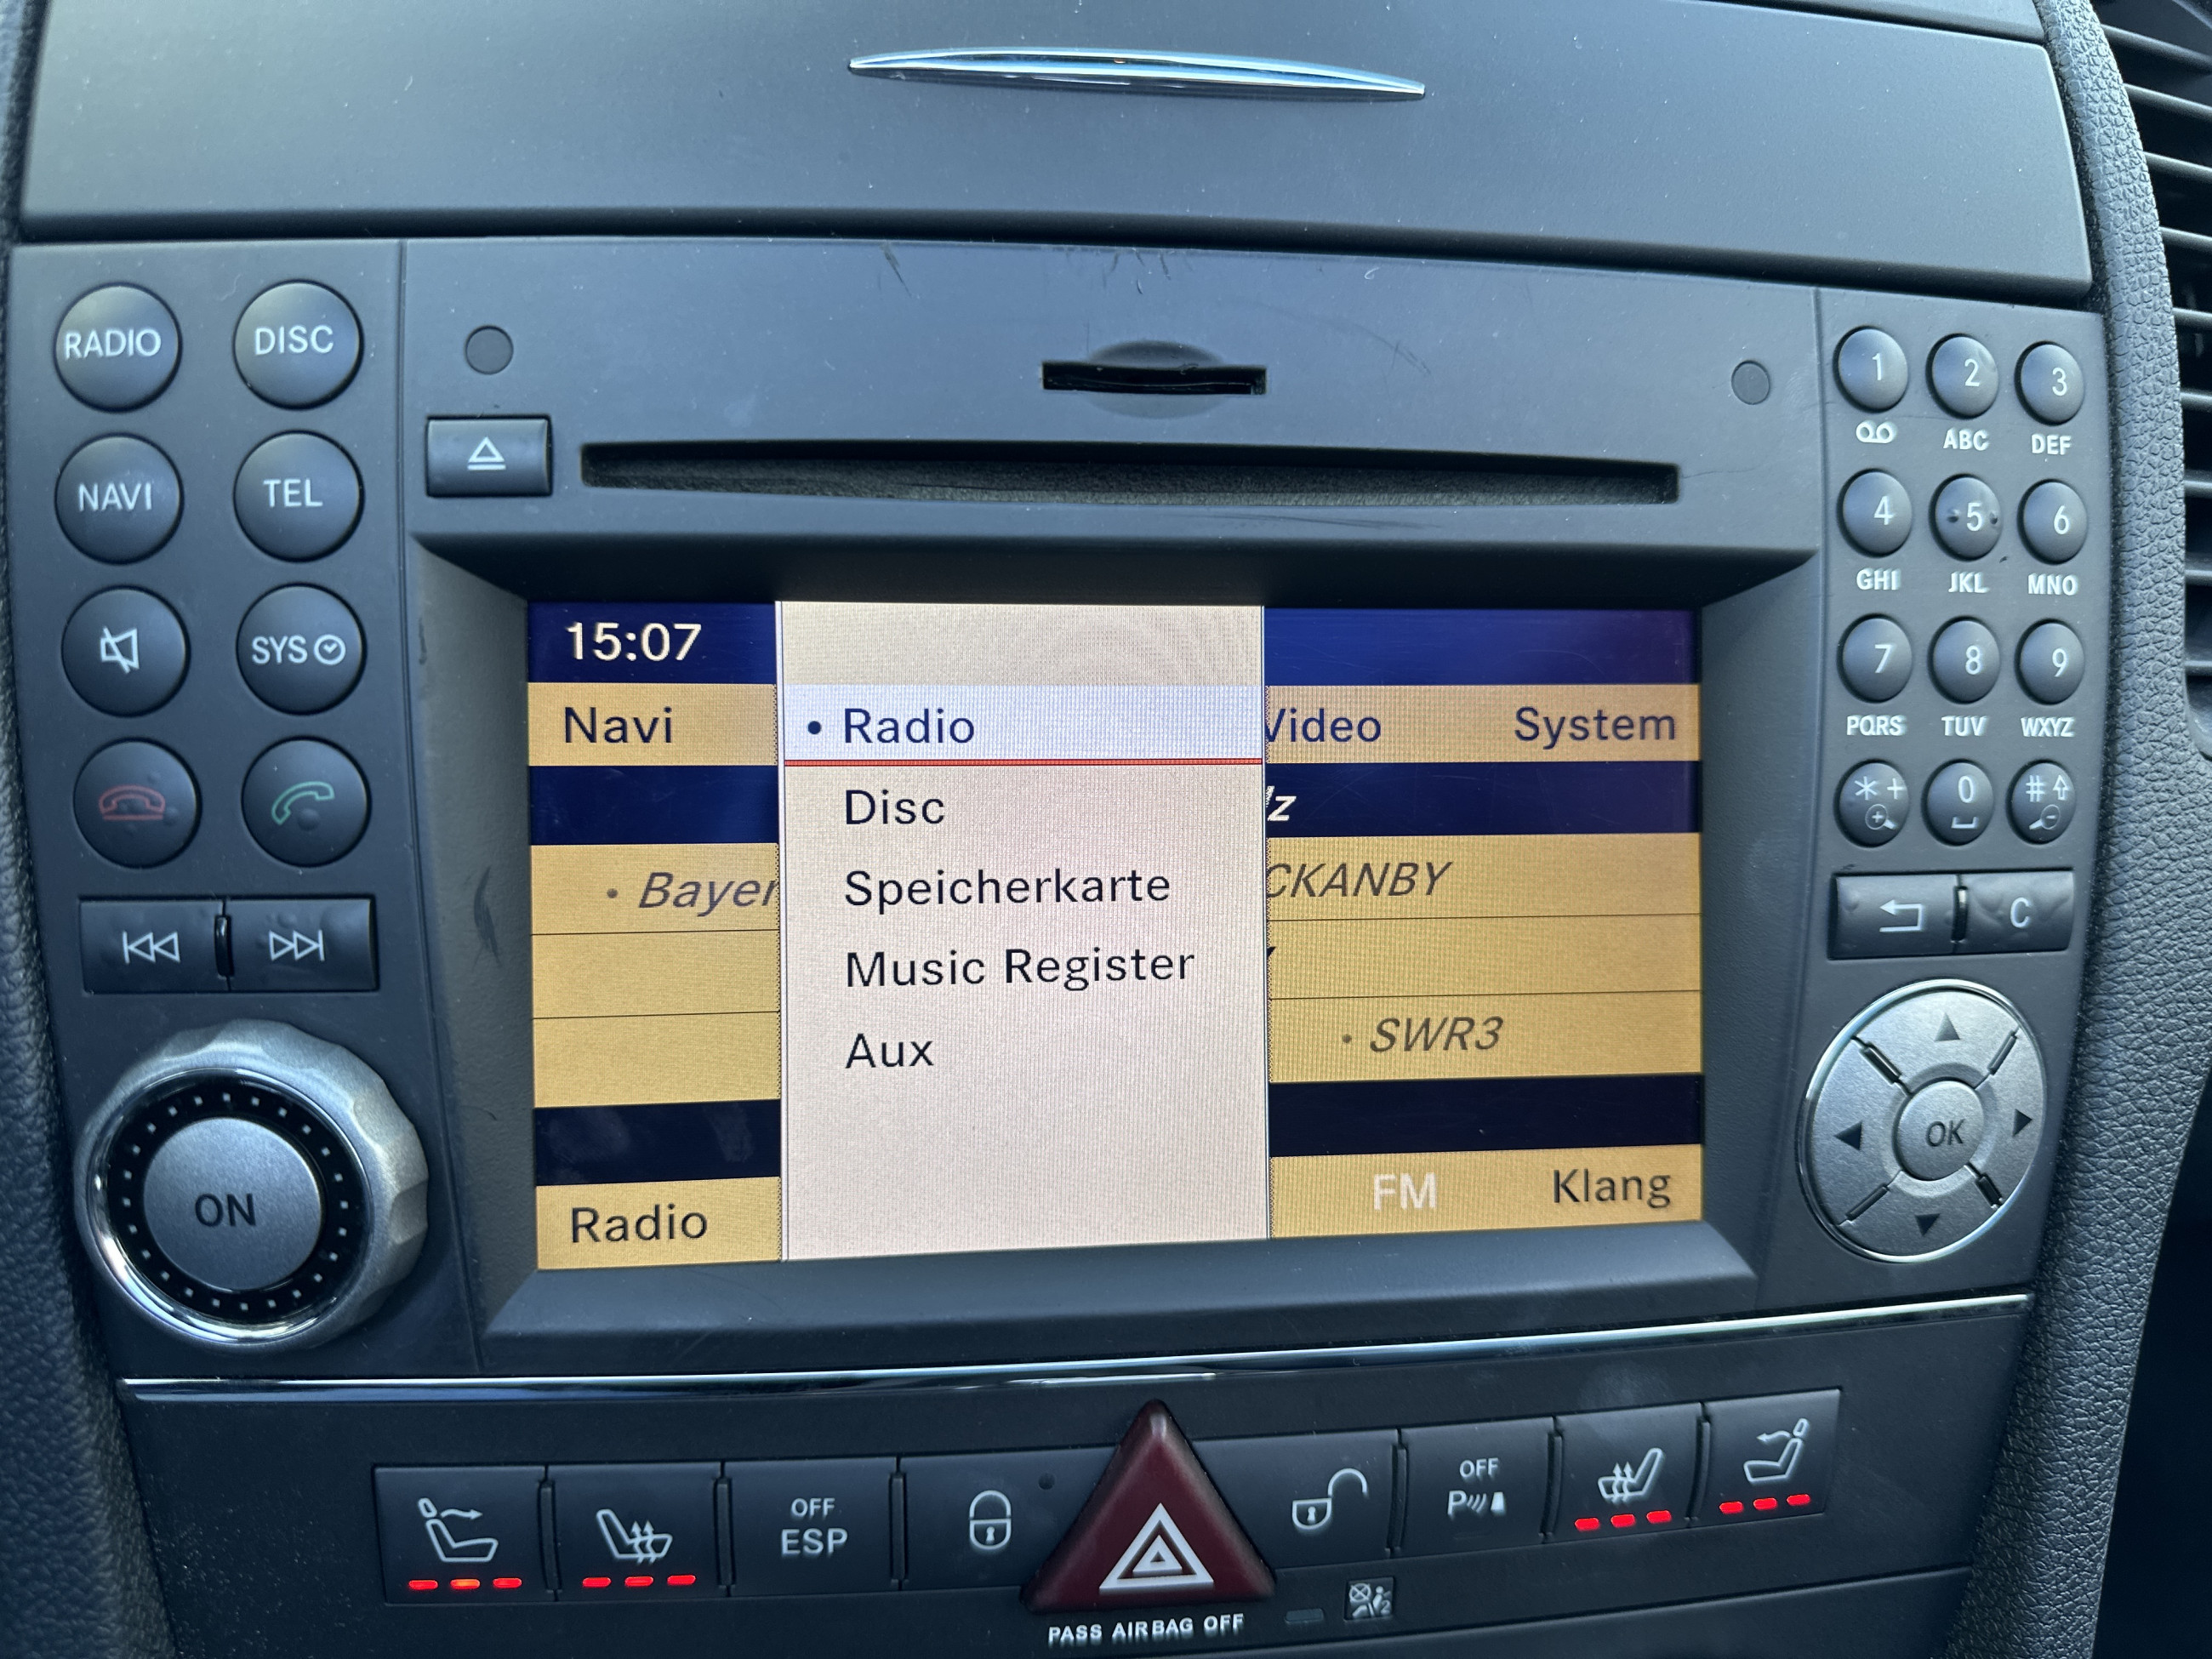 RADIO DISC
NAVI TEL
SYS
ON
1 2 3
ABC DEF
4 5 6
GHI JKL MNO
7 8 9
PQRS TUV WXYZ
* + 0 #
C
OK
15:07
Navi Video System
• Radio
Disc
Speicherkarte
Music Register
Aux
lz
• Bayer CKANBY
• SWR3
Radio FM Klang
OFF
ESP
OFF
P
PASS AIRBAG OFF